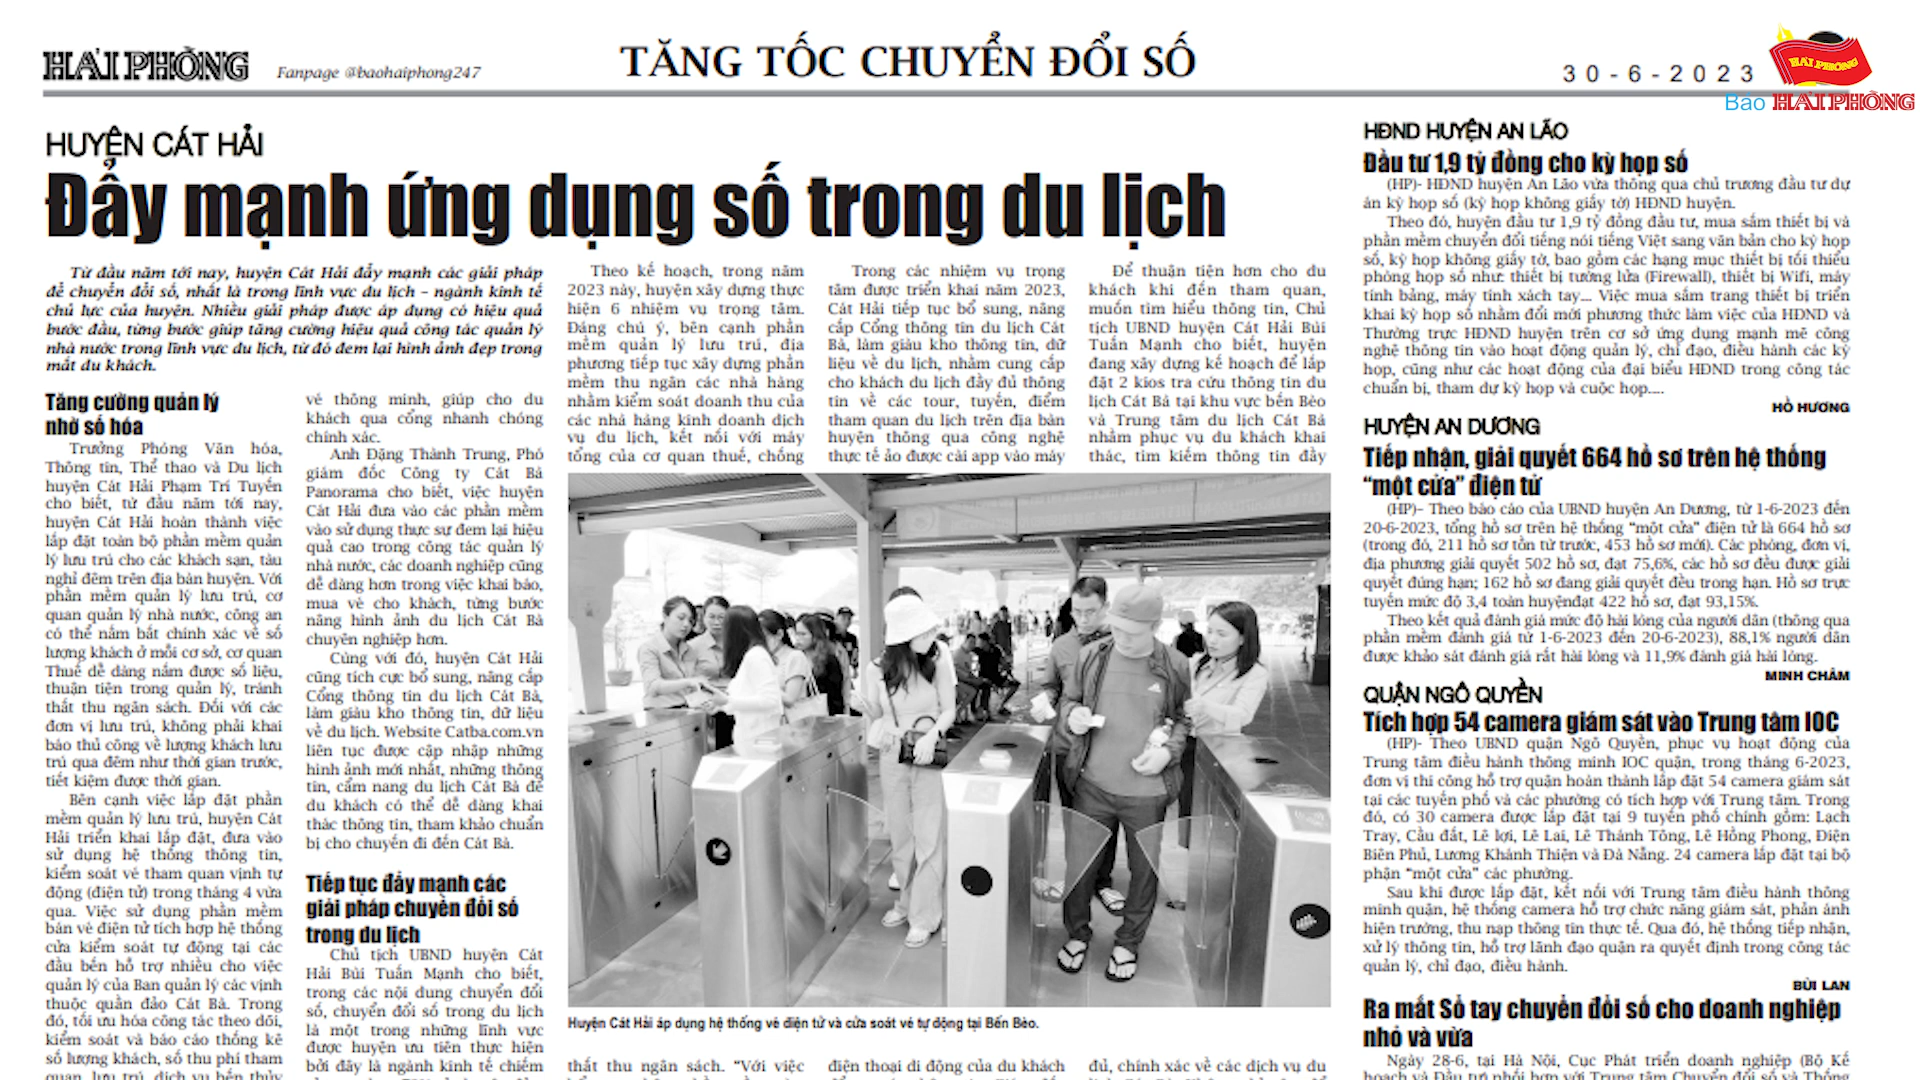 HẢI PHÒNG
Fanpage @baohaiphong247
TĂNG TỐC CHUYỂN ĐỔI SỐ
30-6-2023
HẢI PHÒNG
Báo HẢI PHÒNG
HUYỆN CÁT HẢI
Đẩy mạnh ứng dụng số trong du lịch
Từ đầu năm tới nay, huyện Cát Hải đẩy mạnh các giải pháp
để chuyển đổi số, nhất là trong lĩnh vực du lịch – ngành kinh tế
chủ lực của huyện. Nhiều giải pháp được áp dụng có hiệu quả
bước đầu, từng bước giúp tăng cường hiệu quả công tác quản lý
nhà nước trong lĩnh vực du lịch, từ đó đem lại hình ảnh đẹp trong
mắt du khách.
Tăng cường quản lý
nhờ số hóa
Trưởng Phòng Văn hóa,
Thông tin, Thể thao và Du lịch
huyện Cát Hải Phạm Trí Tuyến
cho biết, từ đầu năm tới nay,
huyện Cát Hải hoàn thành việc
lắp đặt toàn bộ phần mềm quản
lý lưu trú cho các khách sạn, tàu
nghỉ đêm trên địa bàn huyện. Với
phần mềm quản lý lưu trú, cơ
quan quản lý nhà nước, công an
có thể nắm bắt chính xác về số
lượng khách ở mỗi cơ sở, cơ quan
Thuế dễ dàng nắm được số liệu,
thuận tiện trong quản lý, tránh
thất thu ngân sách. Đối với các
đơn vị lưu trú, không phải khai
báo thủ công về lượng khách lưu
trú qua đêm như thời gian trước,
tiết kiệm được thời gian.
Bên cạnh việc lắp đặt phần
mềm quản lý lưu trú, huyện Cát
Hải triển khai lắp đặt, đưa vào
sử dụng hệ thống thông tin,
kiểm soát vé tham quan vịnh tự
động (điện tử) trong tháng 4 vừa
qua. Việc sử dụng phần mềm
bán vé điện tử tích hợp hệ thống
cửa kiểm soát tự động tại các
đầu bến hỗ trợ nhiều cho việc
quản lý của Ban quản lý các vịnh
thuộc quần đảo Cát Bà. Trong
đó, tối ưu hóa công tác theo dõi,
kiểm soát và báo cáo thống kê
số lượng khách, số thu phí tham
quan, lưu trú, dịch vụ bến thủy
vé thông minh, giúp cho du
khách qua cổng nhanh chóng
chính xác.
Anh Đặng Thành Trung, Phó
giám đốc Công ty Cát Bà
Panorama cho biết, việc huyện
Cát Hải đưa vào các phần mềm
vào sử dụng thực sự đem lại hiệu
quả cao trong công tác quản lý
nhà nước, các doanh nghiệp cũng
dễ dàng hơn trong việc khai báo,
mua vé cho khách, từng bước
nâng hình ảnh du lịch Cát Bà
chuyên nghiệp hơn.
Cùng với đó, huyện Cát Hải
cũng tích cực bổ sung, nâng cấp
Cổng thông tin du lịch Cát Bà,
làm giàu kho thông tin, dữ liệu
về du lịch. Website Catba.com.vn
liên tục được cập nhập những
hình ảnh mới nhất, những thông
tin, cẩm nang du lịch Cát Bà để
du khách có thể dễ dàng khai
thác thông tin, tham khảo chuẩn
bị cho chuyến đi đến Cát Bà.
Tiếp tục đẩy mạnh các
giải pháp chuyển đổi số
trong du lịch
Chủ tịch UBND huyện Cát
Hải Bùi Tuấn Mạnh cho biết,
trong các nội dung chuyển đổi
số, chuyển đổi số trong du lịch
là một trong những lĩnh vực
được huyện ưu tiên thực hiện
bởi đây là ngành kinh tế chiếm
Theo kế hoạch, trong năm
2023 này, huyện xây dựng thực
hiện 6 nhiệm vụ trọng tâm.
Đáng chú ý, bên cạnh phần
mềm quản lý lưu trú, địa
phương tiếp tục xây dựng phần
mềm thu ngân các nhà hàng
nhằm kiểm soát doanh thu của
các nhà hàng kinh doanh dịch
vụ du lịch, kết nối với máy
tổng của cơ quan thuế, chống
Trong các nhiệm vụ trọng
tâm được triển khai năm 2023,
Cát Hải tiếp tục bổ sung, nâng
cấp Cổng thông tin du lịch Cát
Bà, làm giàu kho thông tin, dữ
liệu về du lịch, nhằm cung cấp
cho khách du lịch đầy đủ thông
tin về các tour, tuyến, điểm
tham quan du lịch trên địa bàn
huyện thông qua công nghệ
thực tế ảo được cài app vào máy
Để thuận tiện hơn cho du
khách khi đến tham quan,
muốn tìm hiểu thông tin, Chủ
tịch UBND huyện Cát Hải Bùi
Tuấn Mạnh cho biết, huyện
đang xây dựng kế hoạch để lắp
đặt 2 kios tra cứu thông tin du
lịch Cát Bà tại khu vực bến Bèo
và Trung tâm du lịch Cát Bà
nhằm phục vụ du khách khai
thác, tìm kiếm thông tin đầy
Huyện Cát Hải áp dụng hệ thống vé điện tử và cửa soát vé tự động tại Bến Bèo.
thất thu ngân sách. “Với việc
điện thoại di động của du khách
đủ, chính xác về các dịch vụ du
HĐND HUYỆN AN LÃO
Đầu tư 1,9 tỷ đồng cho kỳ họp số
(HP)- HĐND huyện An Lão vừa thông qua chủ trương đầu tư dự
án kỳ họp số (kỳ họp không giấy tờ) HĐND huyện.
Theo đó, huyện đầu tư 1,9 tỷ đồng đầu tư, mua sắm thiết bị và
phần mềm chuyển đổi tiếng nói tiếng Việt sang văn bản cho kỳ họp
số, kỳ họp không giấy tờ, bao gồm các hạng mục thiết bị tối thiểu
phòng họp số như: thiết bị tường lửa (Firewall), thiết bị Wifi, máy
tính bảng, máy tính xách tay... Việc mua sắm trang thiết bị triển
khai kỳ họp số nhằm đổi mới phương thức làm việc của HĐND và
Thường trực HĐND huyện trên cơ sở ứng dụng mạnh mẽ công
nghệ thông tin vào hoạt động quản lý, chỉ đạo, điều hành các kỳ
họp, cũng như các hoạt động của đại biểu HĐND trong công tác
chuẩn bị, tham dự kỳ họp và cuộc họp....
HỒ HƯƠNG
HUYỆN AN DƯƠNG
Tiếp nhận, giải quyết 664 hồ sơ trên hệ thống
“một cửa” điện tử
(HP)- Theo báo cáo của UBND huyện An Dương, từ 1-6-2023 đến
20-6-2023, tổng hồ sơ trên hệ thống “một cửa” điện tử là 664 hồ sơ
(trong đó, 211 hồ sơ tồn từ trước, 453 hồ sơ mới). Các phòng, đơn vị,
địa phương giải quyết 502 hồ sơ, đạt 75,6%, các hồ sơ đều được giải
quyết đúng hạn; 162 hồ sơ đang giải quyết đều trong hạn. Hồ sơ trực
tuyến mức độ 3,4 toàn huyệnđạt 422 hồ sơ, đạt 93,15%.
Theo kết quả đánh giá mức độ hài lòng của người dân (thông qua
phần mềm đánh giá từ 1-6-2023 đến 20-6-2023), 88,1% người dân
được khảo sát đánh giá rất hài lòng và 11,9% đánh giá hài lòng.
MINH CHÂM
QUẬN NGÔ QUYỀN
Tích hợp 54 camera giám sát vào Trung tâm IOC
(HP)- Theo UBND quận Ngô Quyền, phục vụ hoạt động của
Trung tâm điều hành thông minh IOC quận, trong tháng 6-2023,
đơn vị thi công hỗ trợ quận hoàn thành lắp đặt 54 camera giám sát
tại các tuyến phố và các phường có tích hợp với Trung tâm. Trong
đó, có 30 camera được lắp đặt tại 9 tuyến phố chính gồm: Lạch
Tray, Cầu đất, Lê lợi, Lê Lai, Lê Thánh Tông, Lê Hồng Phong, Điện
Biên Phủ, Lương Khánh Thiện và Đà Nẵng. 24 camera lắp đặt tại bộ
phận “một cửa” các phường.
Sau khi được lắp đặt, kết nối với Trung tâm điều hành thông
minh quận, hệ thống camera hỗ trợ chức năng giám sát, phản ánh
hiện trường, thu nạp thông tin thực tế. Qua đó, hệ thống tiếp nhận,
xử lý thông tin, hỗ trợ lãnh đạo quận ra quyết định trong công tác
quản lý, chỉ đạo, điều hành.
BÙI LAN
Ra mắt Sổ tay chuyển đổi số cho doanh nghiệp
nhỏ và vừa
Ngày 28-6, tại Hà Nội, Cục Phát triển doanh nghiệp (Bộ Kế
hoạch và Đầu tư) phối hợp với Trung tâm Chuyển đổi số và Thống